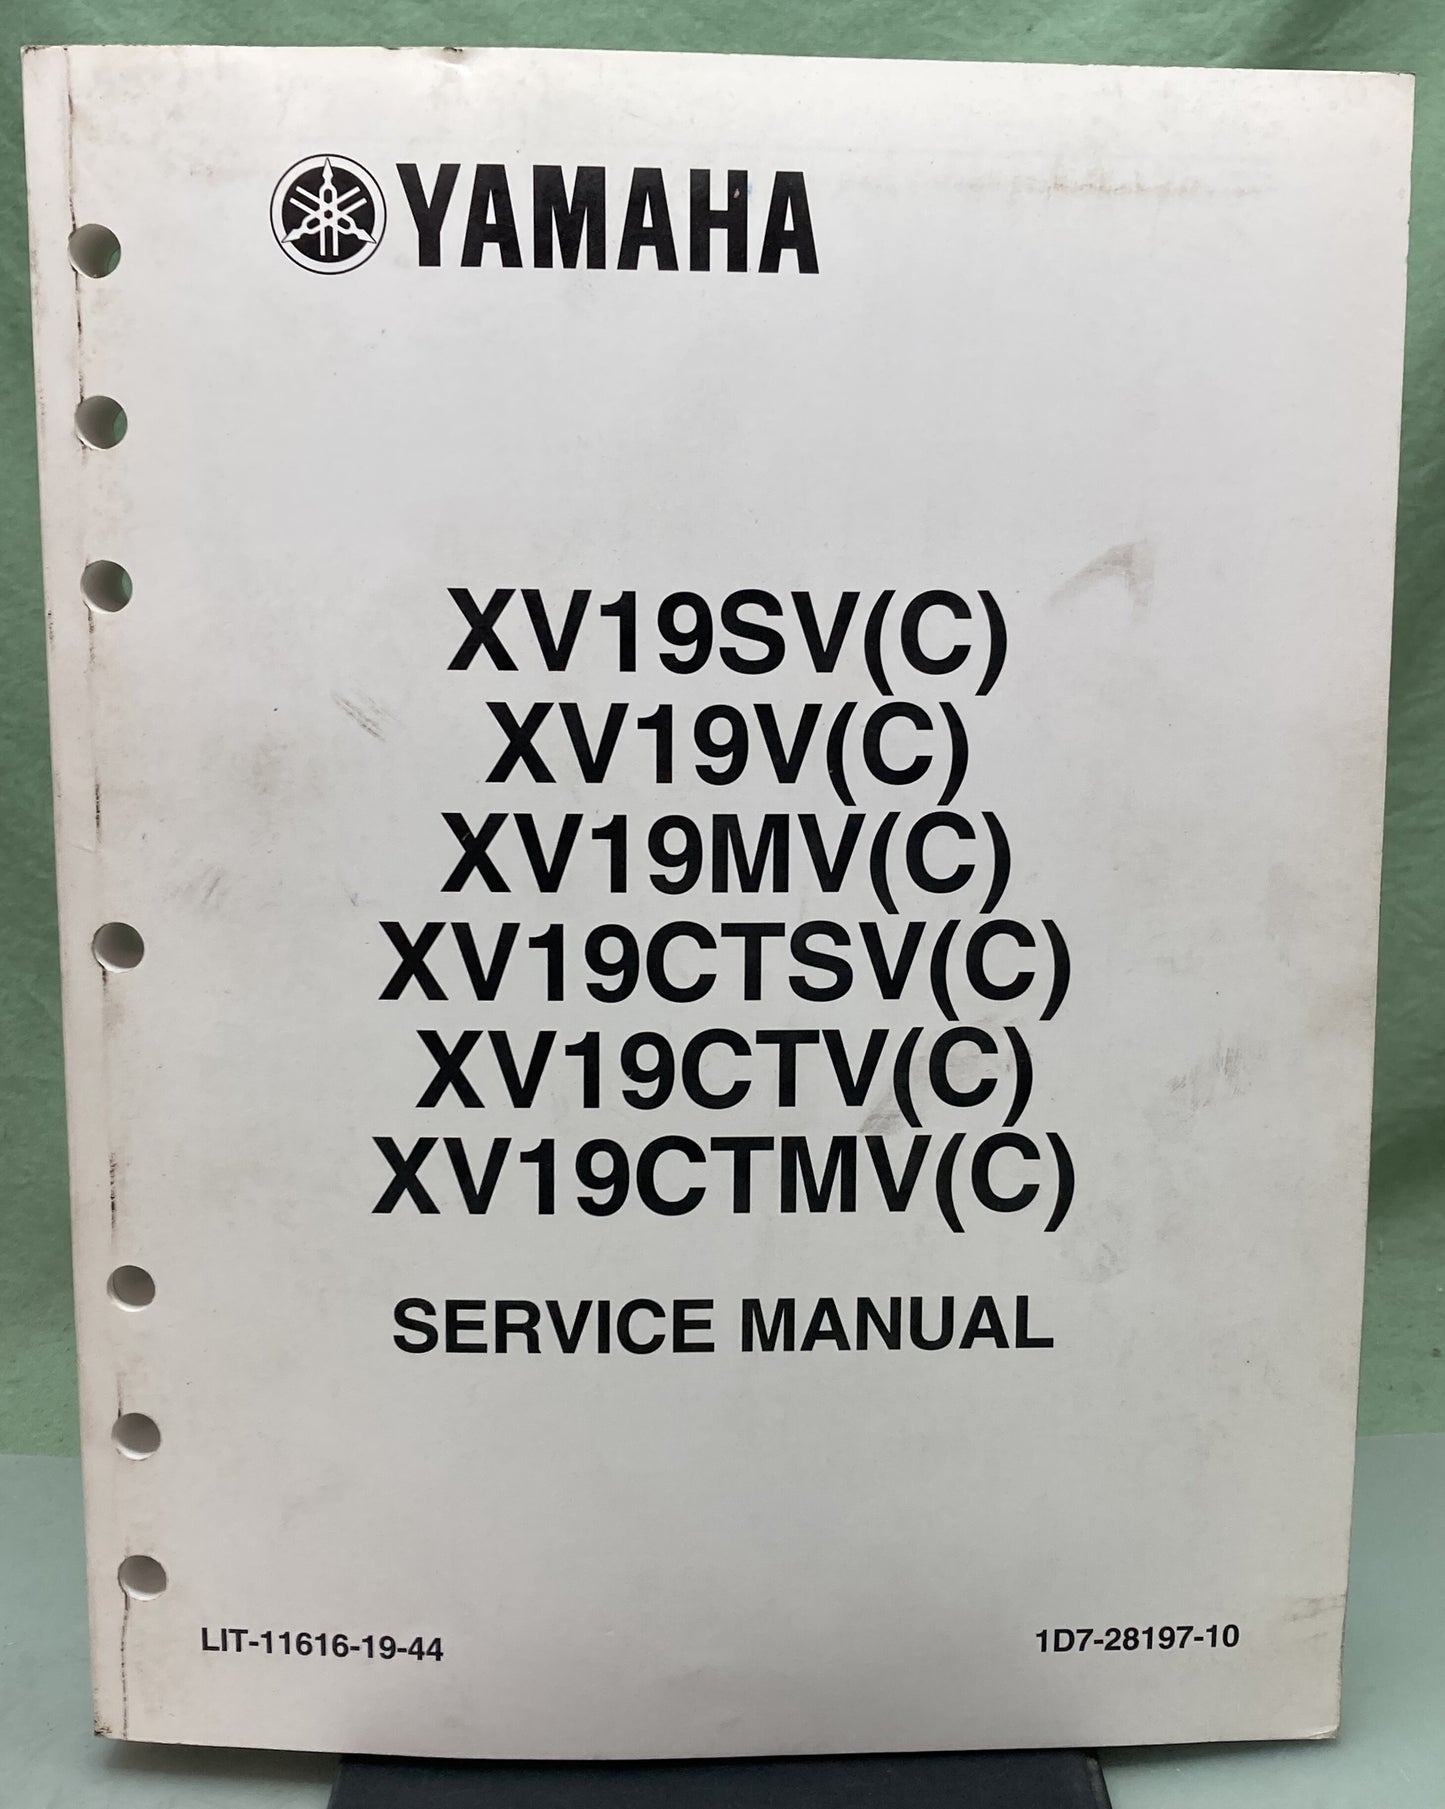 YAMAHA
XV19SV(C)
XV19V(C)
XV19MV(C)
XV19CTSV(C)
XV19CTV(C)
XV19CTMV(C)
SERVICE MANUAL
LIT-11616-19-44
1D7-28197-10